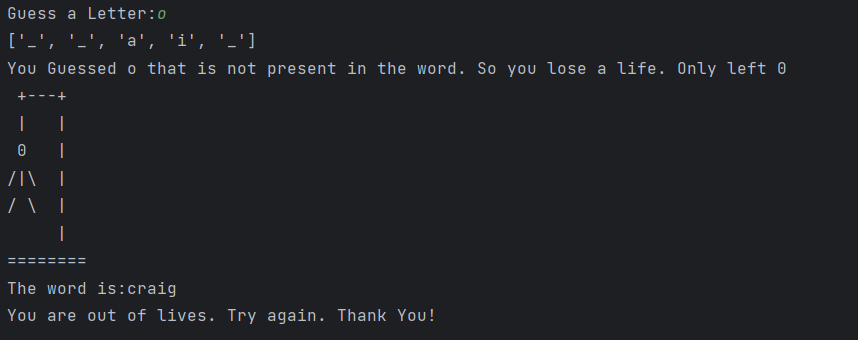 Guess a Letter:o
['_', '_', 'a', 'i', '_']
You Guessed o that is not present in the word. So you lose a life. Only left 0
 +---+
 |   |
 0   |
/|\  |
/ \  |
     |
========
The word is:craig
You are out of lives. Try again. Thank You!